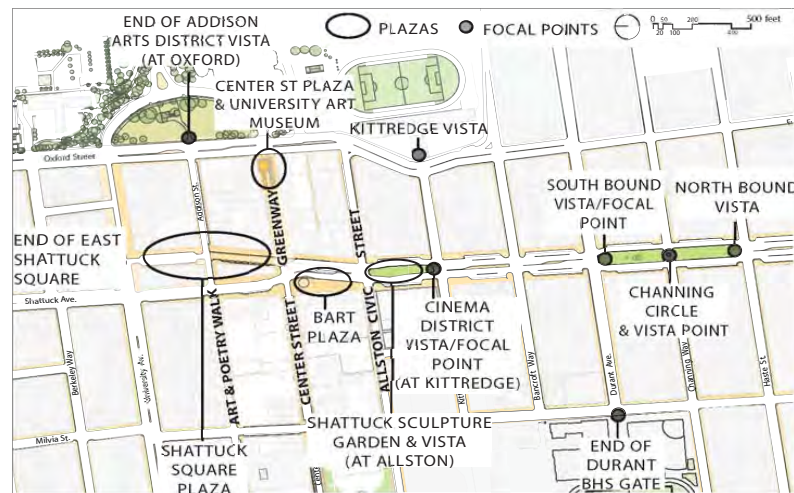 END OF ADDISON
ARTS DISTRICT VISTA
(AT OXFORD)
PLAZAS
FOCAL POINTS
0 50 200 500 feet
20 100 400
CENTER ST PLAZA
& UNIVERSITY ART
MUSEUM
KITTREDGE VISTA
Oxford Street
Addison St.
GREENWAY
STREET
SOUTH BOUND
VISTA/FOCAL
POINT
NORTH BOUND
VISTA
END OF EAST
SHATTUCK
SQUARE
Shattuck Ave.
ART & POETRY WALK
CENTER STREET
BART
PLAZA
ALLSTON CIVIC
CINEMA
DISTRICT
VISTA/FOCAL
POINT
(AT KITTREDGE)
CHANNING
CIRCLE
& VISTA POINT
Berkeley Way
University Av.
Bancroft Way
Durant Ave.
Channing Way
Haste St.
Milvia St.
SHATTUCK
SQUARE
PLAZA
SHATTUCK SCULPTURE
GARDEN & VISTA
(AT ALLSTON)
END OF
DURANT
BHS GATE